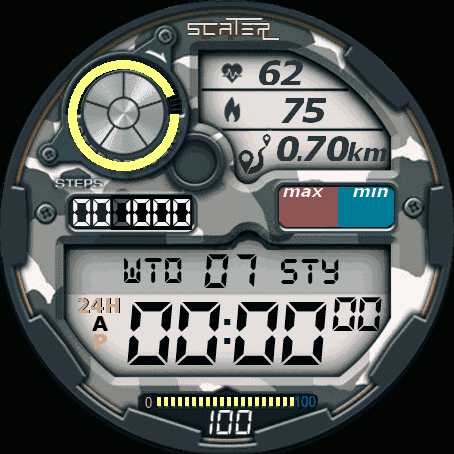 SCATER
62
75
0.70km
STEPS
001000
max min
WTO 07 STY
24H
A
P
00:00 00
0 100
100